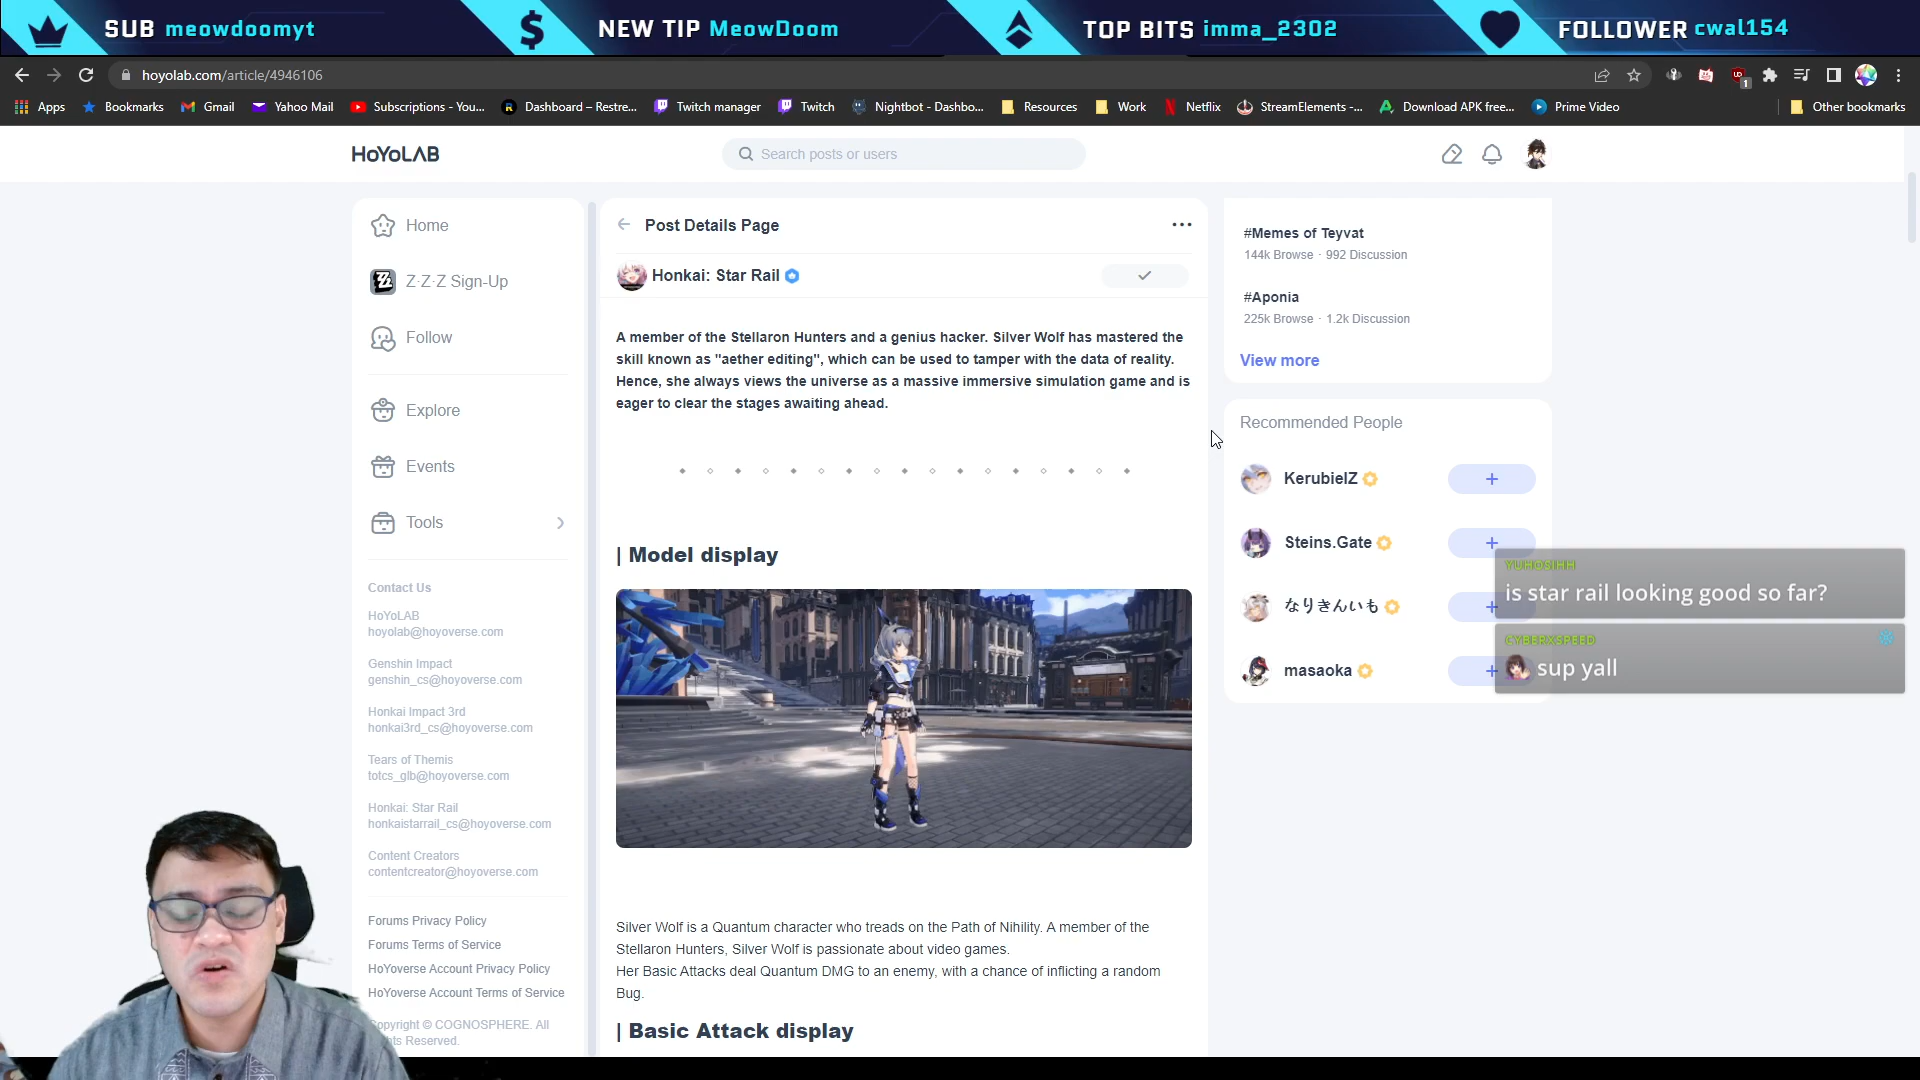 SUB meowdoomyt
NEW TIP MeowDoom
TOP BITS imma_2302
FOLLOWER cwal154
hoyolab.com/article/4946106
Apps
Bookmarks
Gmail
Yahoo Mail
Subscriptions - You...
Dashboard – Restre...
Twitch manager
Twitch
Nightbot - Dashbo...
Resources
Work
Netflix
StreamElements -...
Download APK free...
Prime Video
Other bookmarks
HoYoLAB
Search posts or users
Home
Z·Z·Z Sign-Up
Follow
Explore
Events
Tools
Contact Us
HoYoLAB
hoyolab@hoyoverse.com
Genshin Impact
genshin_cs@hoyoverse.com
Honkai Impact 3rd
honkai3rd_cs@hoyoverse.com
Tears of Themis
totcs_glb@hoyoverse.com
Honkai: Star Rail
honkaistarrail_cs@hoyoverse.com
Content Creators
contentcreator@hoyoverse.com
Forums Privacy Policy
Forums Terms of Service
HoYoverse Account Privacy Policy
HoYoverse Account Terms of Service
opyright © COGNOSPHERE. All
ts Reserved.
Post Details Page
Honkai: Star Rail
A member of the Stellaron Hunters and a genius hacker. Silver Wolf has mastered the
skill known as "aether editing", which can be used to tamper with the data of reality.
Hence, she always views the universe as a massive immersive simulation game and is
eager to clear the stages awaiting ahead.
| Model display
Silver Wolf is a Quantum character who treads on the Path of Nihility. A member of the
Stellaron Hunters, Silver Wolf is passionate about video games.
Her Basic Attacks deal Quantum DMG to an enemy, with a chance of inflicting a random
Bug.
| Basic Attack display
#Memes of Teyvat
144k Browse · 992 Discussion
#Aponia
225k Browse · 1.2k Discussion
View more
Recommended People
KerubielZ
Steins.Gate
なりきんいも
masaoka
YUHOSIHH
is star rail looking good so far?
CYBERXSPEED
sup yall